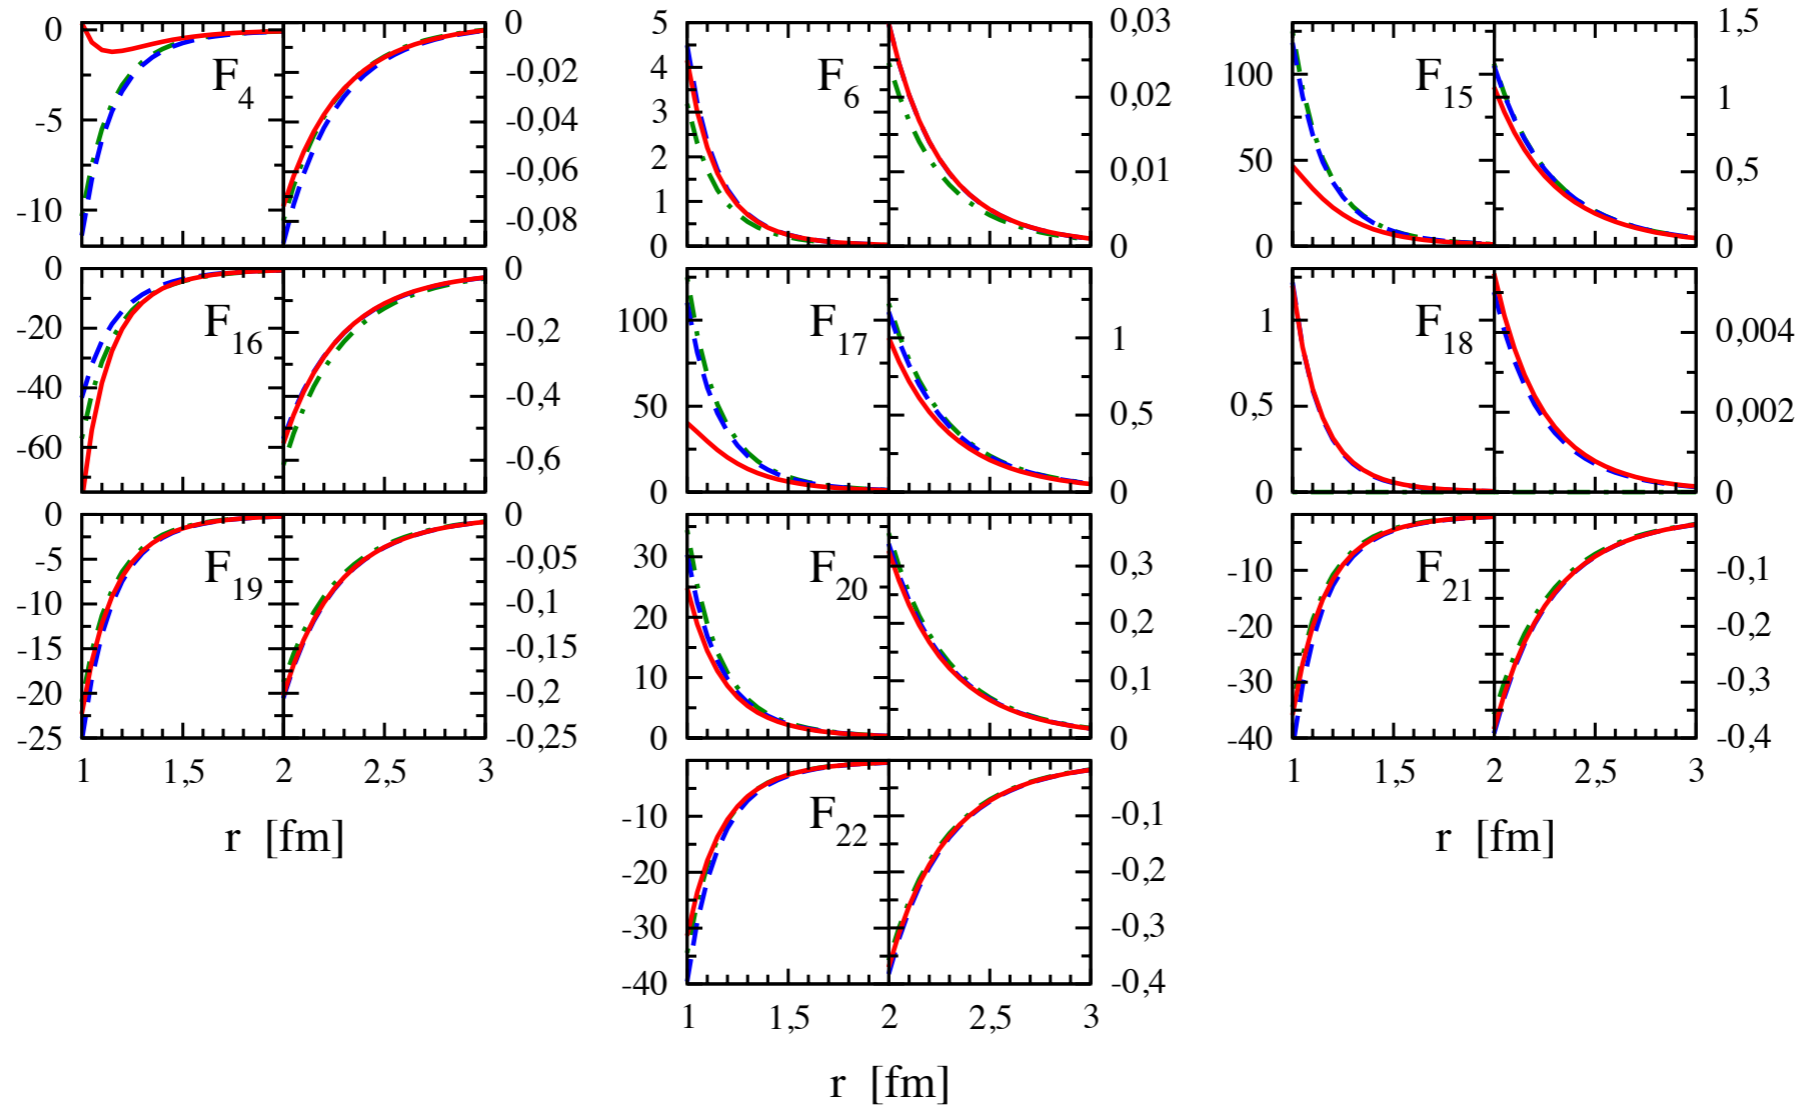 0 -5 -10 F4 0 -0,02 -0,04 -0,06 -0,08
5 4 3 2 1 0 F6 0,03 0,02 0,01 0
100 50 0 F15 1,5 1 0,5 0
0 -20 -40 -60 F16 0 -0,2 -0,4 -0,6
100 50 0 F17 1 0,5 0
1 0,5 0 F18 0,004 0,002 0
0 -5 -10 -15 -20 -25 F19 0 -0,05 -0,1 -0,15 -0,2 -0,25
1 1,5 2 2,5 3
r [fm]
30 20 10 0 F20 0,3 0,2 0,1 0
-10 -20 -30 -40 F21 -0,1 -0,2 -0,3 -0,4
1 1,5 2 2,5 3
r [fm]
-10 -20 -30 -40 F22 -0,1 -0,2 -0,3 -0,4
1 1,5 2 2,5 3
r [fm]